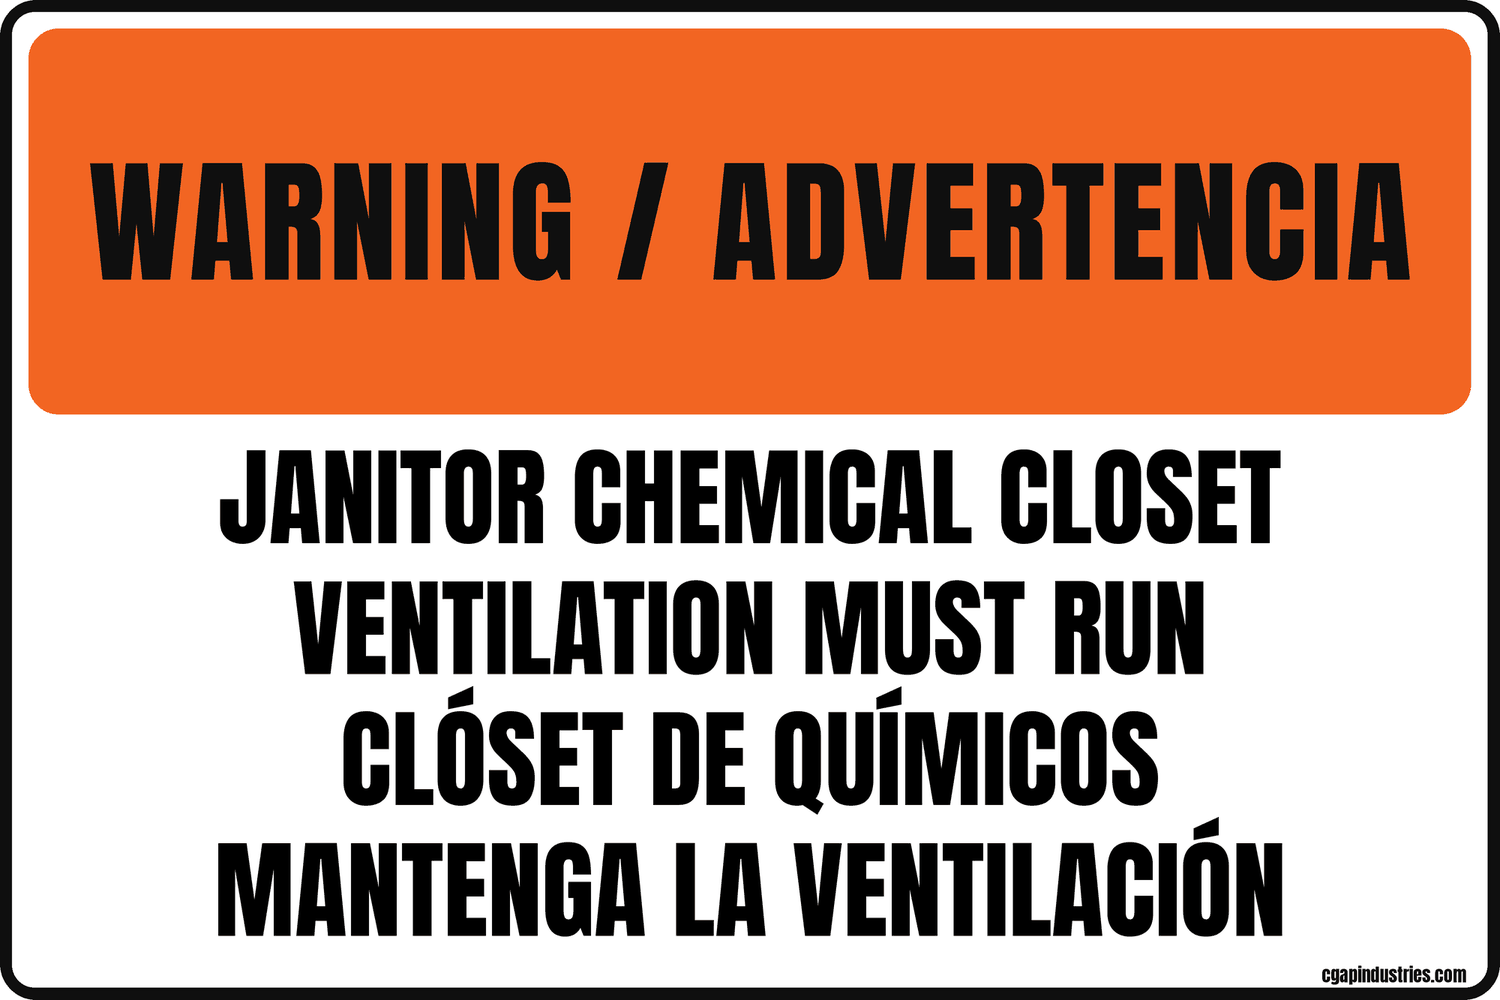 WARNING / ADVERTENCIA
JANITOR CHEMICAL CLOSET
VENTILATION MUST RUN
CLÓSET DE QUÍMICOS
MANTENGA LA VENTILACIÓN
cgapindustries.com